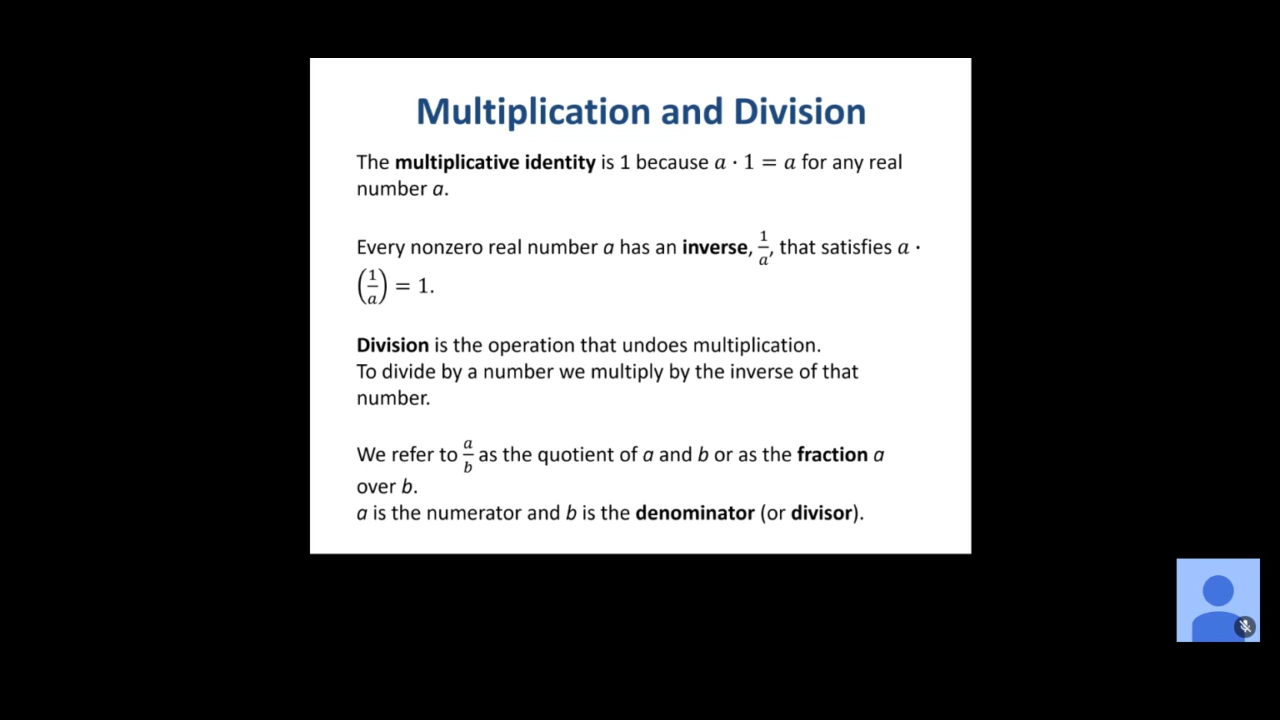 Multiplication and Division
The multiplicative identity is 1 because a · 1 = a for any real
number a.
Every nonzero real number a has an inverse, 1/a, that satisfies a ·
(1/a) = 1.
Division is the operation that undoes multiplication.
To divide by a number we multiply by the inverse of that
number.
We refer to a/b as the quotient of a and b or as the fraction a
over b.
a is the numerator and b is the denominator (or divisor).